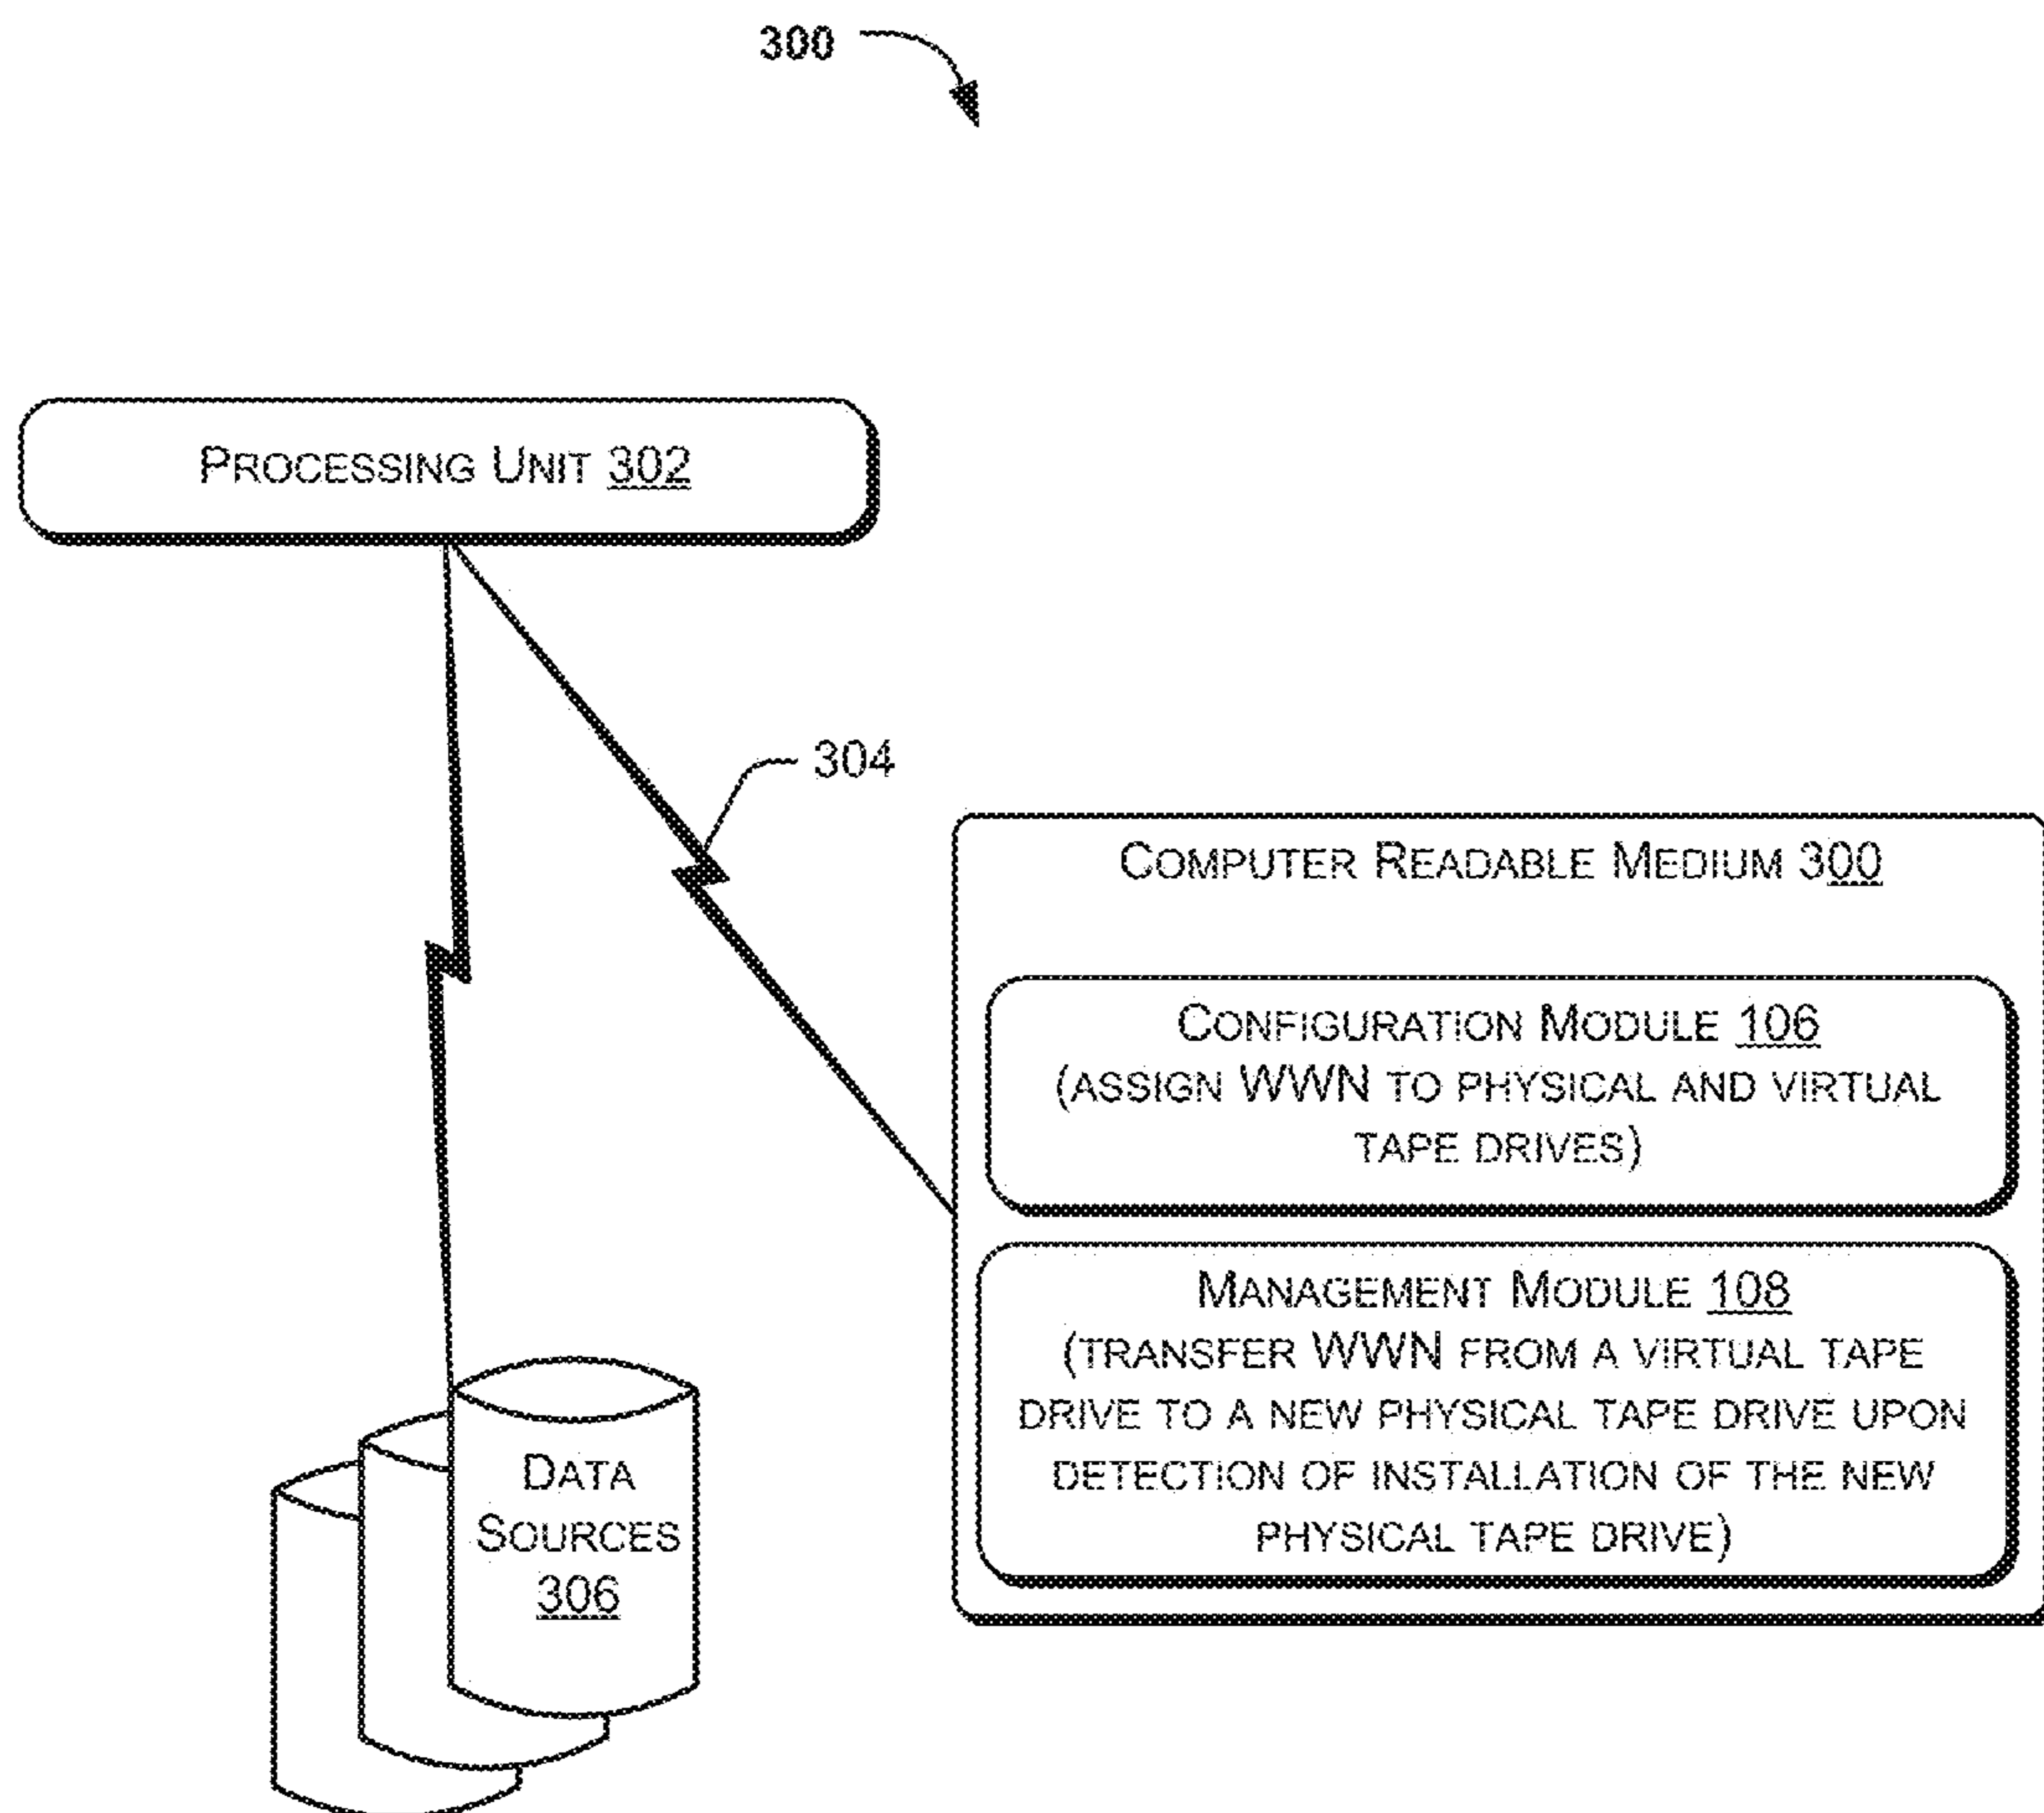 300
PROCESSING UNIT 302
304
COMPUTER READABLE MEDIUM 300
CONFIGURATION MODULE 106
(ASSIGN WWN TO PHYSICAL AND VIRTUAL
TAPE DRIVES)
MANAGEMENT MODULE 108
(TRANSFER WWN FROM A VIRTUAL TAPE
DRIVE TO A NEW PHYSICAL TAPE DRIVE UPON
DETECTION OF INSTALLATION OF THE NEW
PHYSICAL TAPE DRIVE)
DATA
SOURCES
306